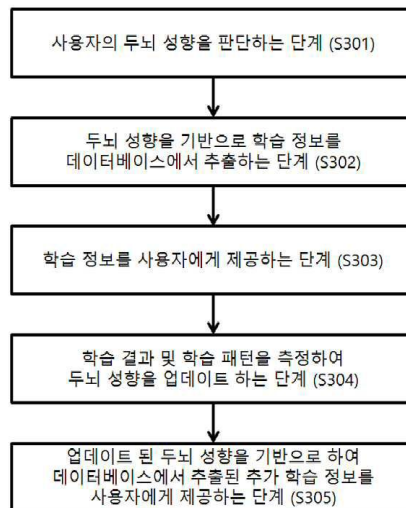 사용자의 두뇌 성향을 판단하는 단계 (S301)
두뇌 성향을 기반으로 학습 정보를
데이터베이스에서 추출하는 단계 (S302)
학습 정보를 사용자에게 제공하는 단계 (S303)
학습 결과 및 학습 패턴을 측정하여
두뇌 성향을 업데이트 하는 단계 (S304)
업데이트 된 두뇌 성향을 기반으로 하여
데이터베이스에서 추출된 추가 학습 정보를
사용자에게 제공하는 단계 (S305)